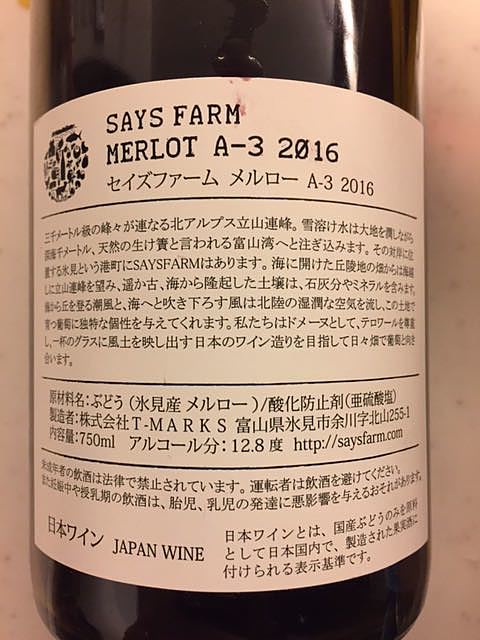 SAYS FARM
MERLOT A-3 2016
セイズファーム メルロー A-3 2016
三千メートル級の峰々が連なる北アルプス立山連峰。雪溶け水は大地を潤しながら
深海千メートル、天然の生け簀と言われる富山湾へと注ぎ込みます。その対岸に位
置する氷見という港町にSAYSFARMはあります。海に開けた丘陵地の畑からは海越
しに立山連峰を望み、遥か古、海から隆起した土壌は、石灰分やミネラルを含みます。
海から丘を登る潮風と、海へと吹き下ろす風は北陸の湿潤な空気を流し、この土地で
育つ葡萄に独特な個性を与えてくれます。私たちはドメーヌとして、テロワールを尊重
し、一杯のグラスに風土を映し出す日本のワイン造りを目指して日々畑で葡萄と向き
合います。
原材料名:ぶどう(氷見産 メルロー)/酸化防止剤(亜硫酸塩)
製造者:株式会社T-MARKS 富山県氷見市余川字北山255-1
内容量:750ml アルコール分:12.8度 http://saysfarm.com
未成年者の飲酒は法律で禁止されています。運転者は飲酒を避けてください。
また妊娠中や授乳期の飲酒は、胎児、乳児の発達に悪影響を与えるおそれがあります。
日本ワイン JAPAN WINE
日本ワインとは、国産ぶどうのみを原料
として日本国内で、製造された果実酒に
付けられる表示基準です。